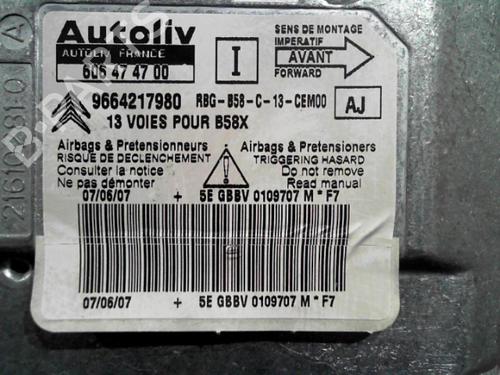 Autoliv
AUTOLIV FRANCE
606 47 47 00
I
SENS DE MONTAGE
IMPERATIF
AVANT
FORWARD
9664217980 RBG-B58-C-13-CEM00
AJ
13 VOIES POUR B58X
Airbags & Pretensionneurs
RISQUE DE DECLENCHEMENT
Consulter la notice
Ne pas démonter
Airbags & Pretensioners
TRIGGERING HASARD
Do not remove
Read manual
07/06/07 + 5E GBBV 0109707 M * F7
07/06/07 + 5E GBBV 0109707 M * F7
A